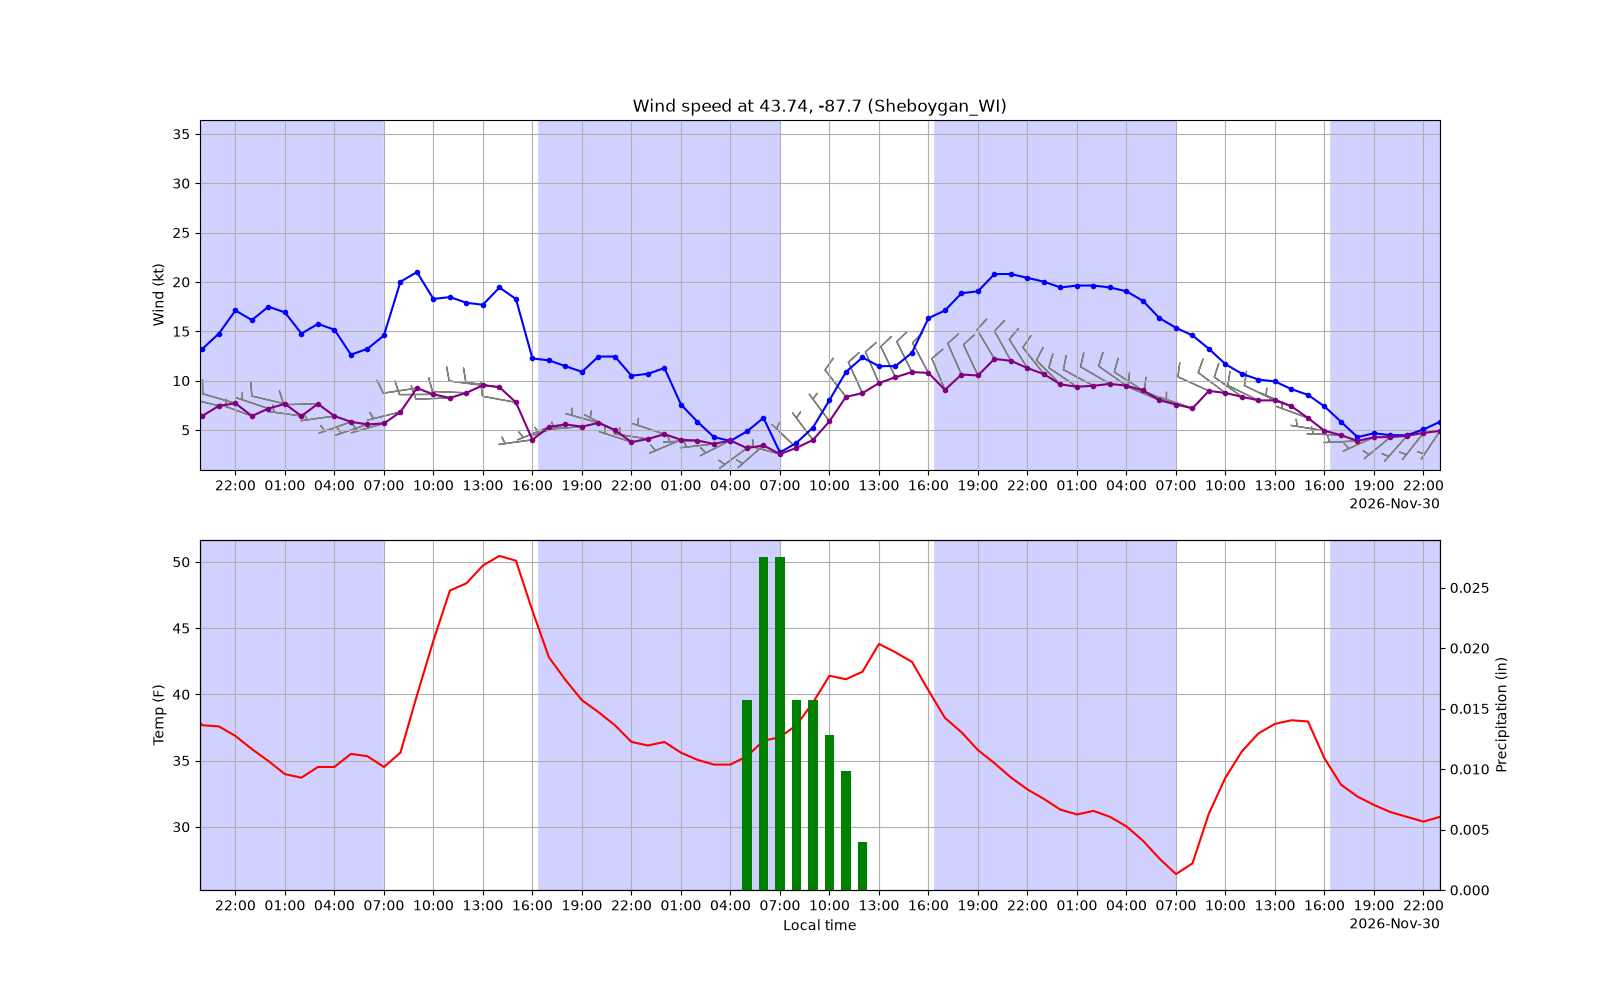 Wind speed at 43.74, -87.7 (Sheboygan_WI)
35
30
25
20
15
10
5
Wind (kt)
22:00 01:00 04:00 07:00 10:00 13:00 16:00 19:00 22:00 01:00 04:00 07:00 10:00 13:00 16:00 19:00 22:00 01:00 04:00 07:00 10:00 13:00 16:00 19:00 22:00
2026-Nov-30
50
45
40
35
30
Temp (F)
0.025
0.020
0.015
0.010
0.005
0.000
Precipitation (in)
22:00 01:00 04:00 07:00 10:00 13:00 16:00 19:00 22:00 01:00 04:00 07:00 10:00 13:00 16:00 19:00 22:00 01:00 04:00 07:00 10:00 13:00 16:00 19:00 22:00
Local time
2026-Nov-30